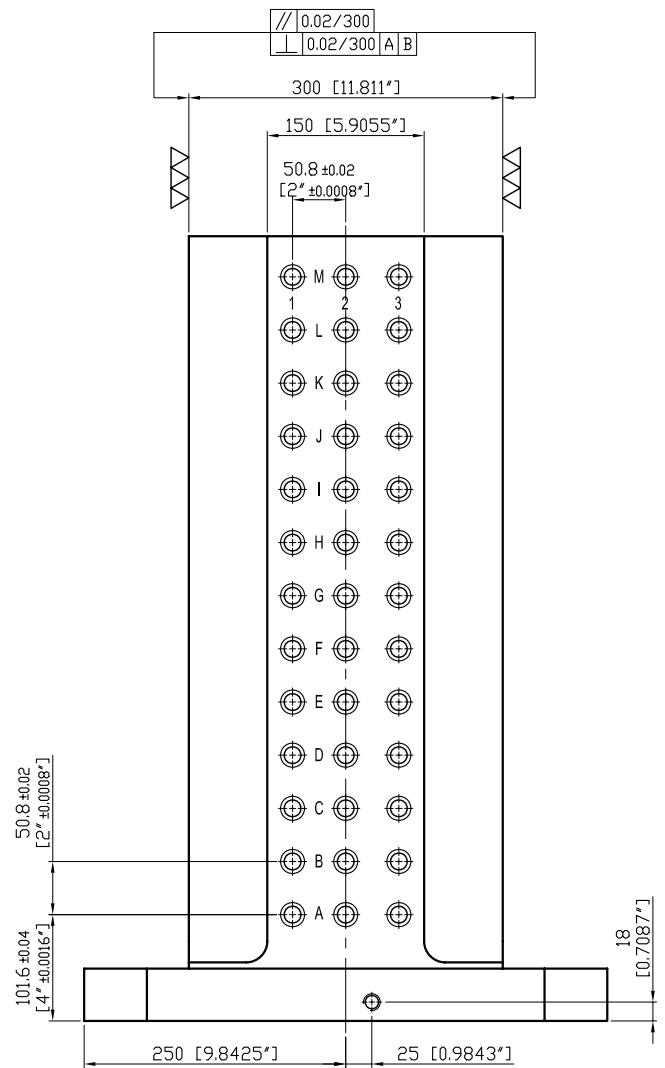 // 0.02/300
⊥ 0.02/300 A B
300 [11.811"]
150 [5.9055"]
50.8 ±0.02
[2" ±0.0008"]
M
1 2 3
L
K
J
I
H
G
F
E
D
C
B
A
50.8 ±0.02
[2" ±0.0008"]
101.6 ±0.04
[4" ±0.0016"]
18
[0.7087"]
250 [9.8425"]
25 [0.9843"]